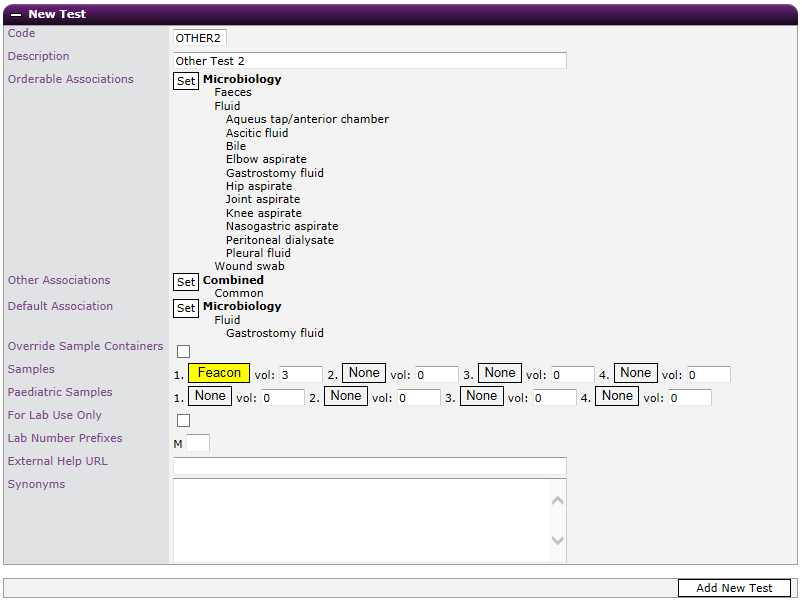 New Test
Code OTHER2
Description Other Test 2
Orderable Associations Set Microbiology
Faeces
Fluid
Aqueus tap/anterior chamber
Ascitic fluid
Bile
Elbow aspirate
Gastrostomy fluid
Hip aspirate
Joint aspirate
Knee aspirate
Nasogastric aspirate
Peritoneal dialysate
Pleural fluid
Wound swab
Other Associations Set Combined
Common
Default Association Set Microbiology
Fluid
Gastrostomy fluid
Override Sample Containers
Samples 1. Feacon vol: 3 2. None vol: 0 3. None vol: 0 4. None vol: 0
Paediatric Samples 1. None vol: 0 2. None vol: 0 3. None vol: 0 4. None vol: 0
For Lab Use Only
Lab Number Prefixes M
External Help URL
Synonyms
Add New Test